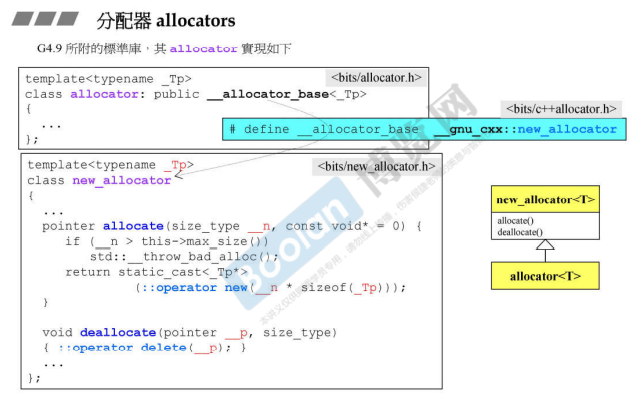 分配器 allocators
G4.9 所附的標準庫，其 allocator 實現如下
<bits/allocator.h>
template<typename _Tp>
class allocator: public __allocator_base<_Tp>
{
...
};
<bits/c++allocator.h>
# define __allocator_base __gnu_cxx::new_allocator
<bits/new_allocator.h>
template<typename _Tp>
class new_allocator
{
...
pointer allocate(size_type __n, const void* = 0) {
if (__n > this->max_size())
std::__throw_bad_alloc();
return static_cast<_Tp*>
(::operator new(__n * sizeof(_Tp)));
}
void deallocate(pointer __p, size_type)
{ ::operator delete(__p); }
...
};
new_allocator<T>
allocate()
deallocate()
allocator<T>
Boolan 博览网